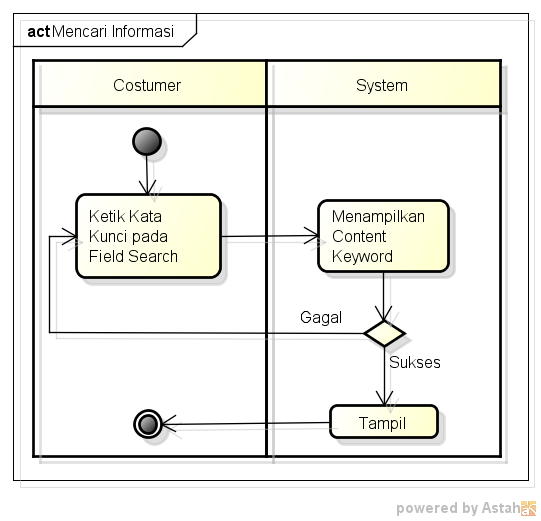 act Mencari Informasi
Costumer
System
Ketik Kata
Kunci pada
Field Search
Menampilkan
Content
Keyword
Gagal
Sukses
Tampil
powered by Astah